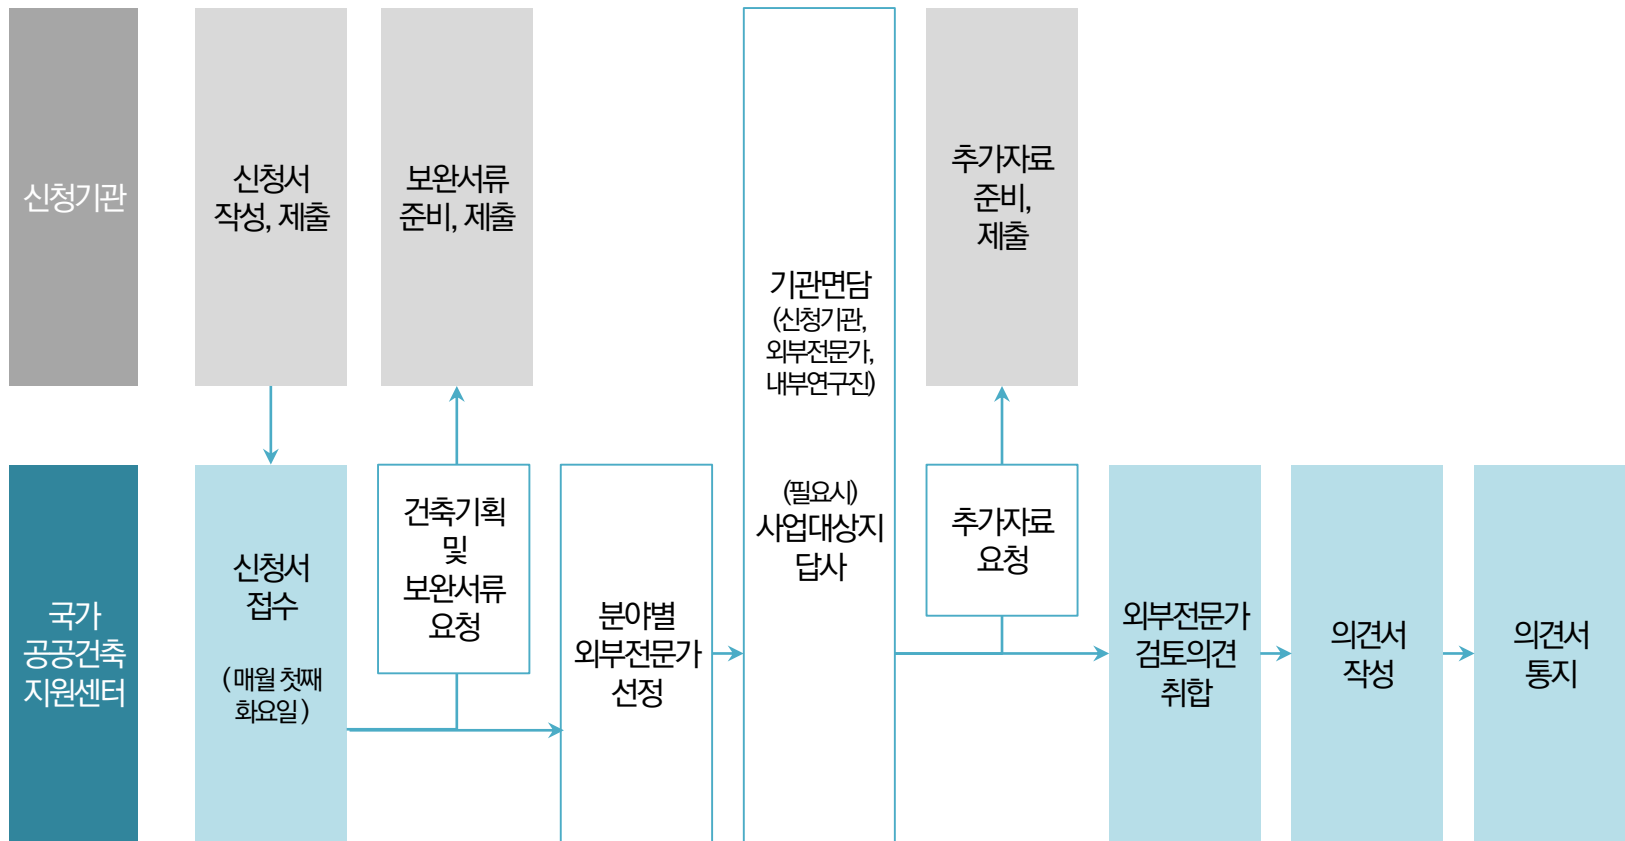 신청기관
신청서
작성, 제출
보완서류
준비, 제출
기관면담
(신청기관,
외부전문가,
내부연구진)
(필요시)
사업대상지
답사
추가자료
준비,
제출
국가
공공건축
지원센터
신청서
접수
( 매월 첫째
화요일 )
건축기획
및
보완서류
요청
분야별
외부전문가
선정
추가자료
요청
외부전문가
검토의견
취합
의견서
작성
의견서
통지